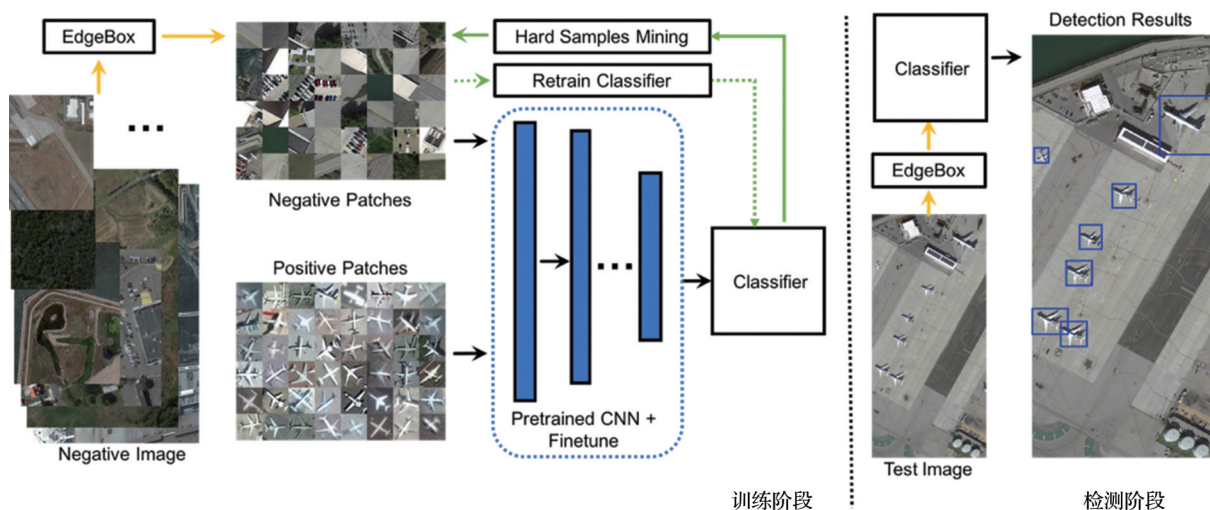 EdgeBox
Hard Samples Mining
Retrain Classifier
Negative Patches
Positive Patches
Negative Image
Pretrained CNN +
Finetune
Classifier
训练阶段
Classifier
EdgeBox
Test Image
Detection Results
检测阶段